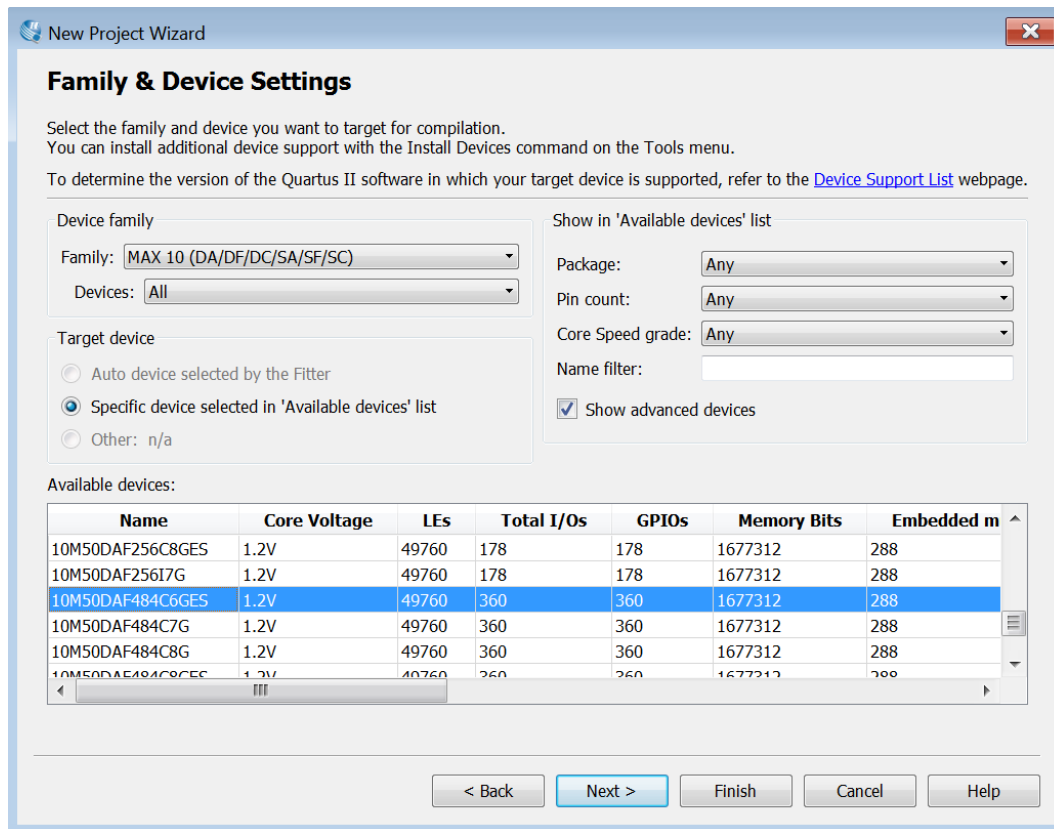 New Project Wizard
Family & Device Settings
Select the family and device you want to target for compilation.
You can install additional device support with the Install Devices command on the Tools menu.
To determine the version of the Quartus II software in which your target device is supported, refer to the Device Support List webpage.
Device family
Family: MAX 10 (DA/DF/DC/SA/SF/SC)
Devices: All
Target device
Auto device selected by the Fitter
Specific device selected in 'Available devices' list
Other: n/a
Show in 'Available devices' list
Package: Any
Pin count: Any
Core Speed grade: Any
Name filter:
Show advanced devices
Available devices:
Name Core Voltage LEs Total I/Os GPIOs Memory Bits Embedded m
10M50DAF256C8GES 1.2V 49760 178 178 1677312 288
10M50DAF256I7G 1.2V 49760 178 178 1677312 288
10M50DAF484C6GES 1.2V 49760 360 360 1677312 288
10M50DAF484C7G 1.2V 49760 360 360 1677312 288
10M50DAF484C8G 1.2V 49760 360 360 1677312 288
10M50DAF484C8GES 1.2V 49760 360 360 1677312 288
< Back Next > Finish Cancel Help